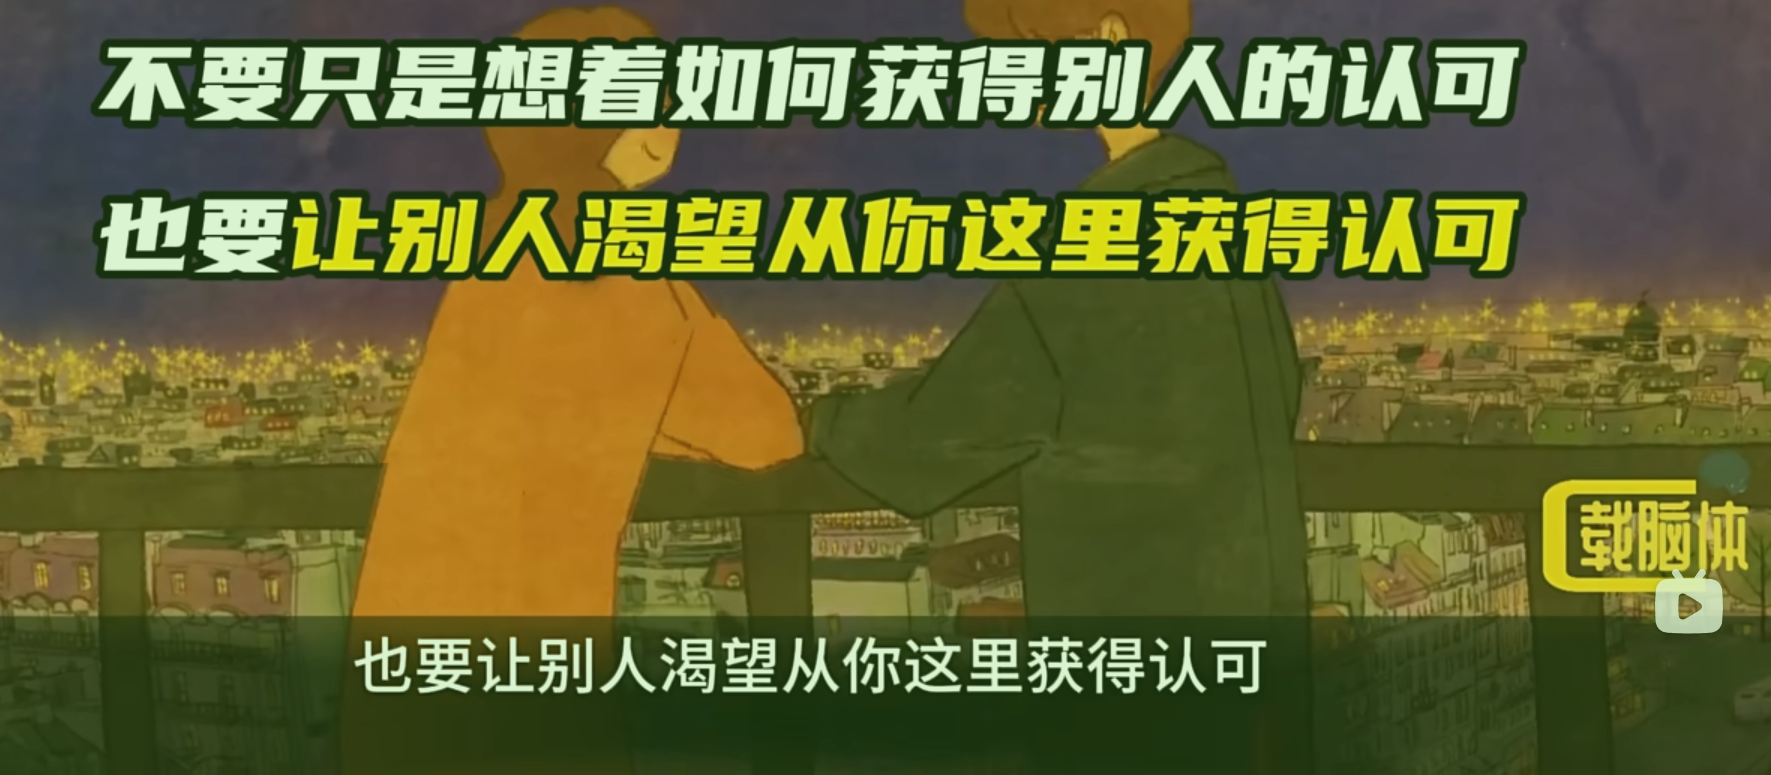 不要只是想着如何获得别人的认可
也要让别人渴望从你这里获得认可
载脑体
也要让别人渴望从你这里获得认可